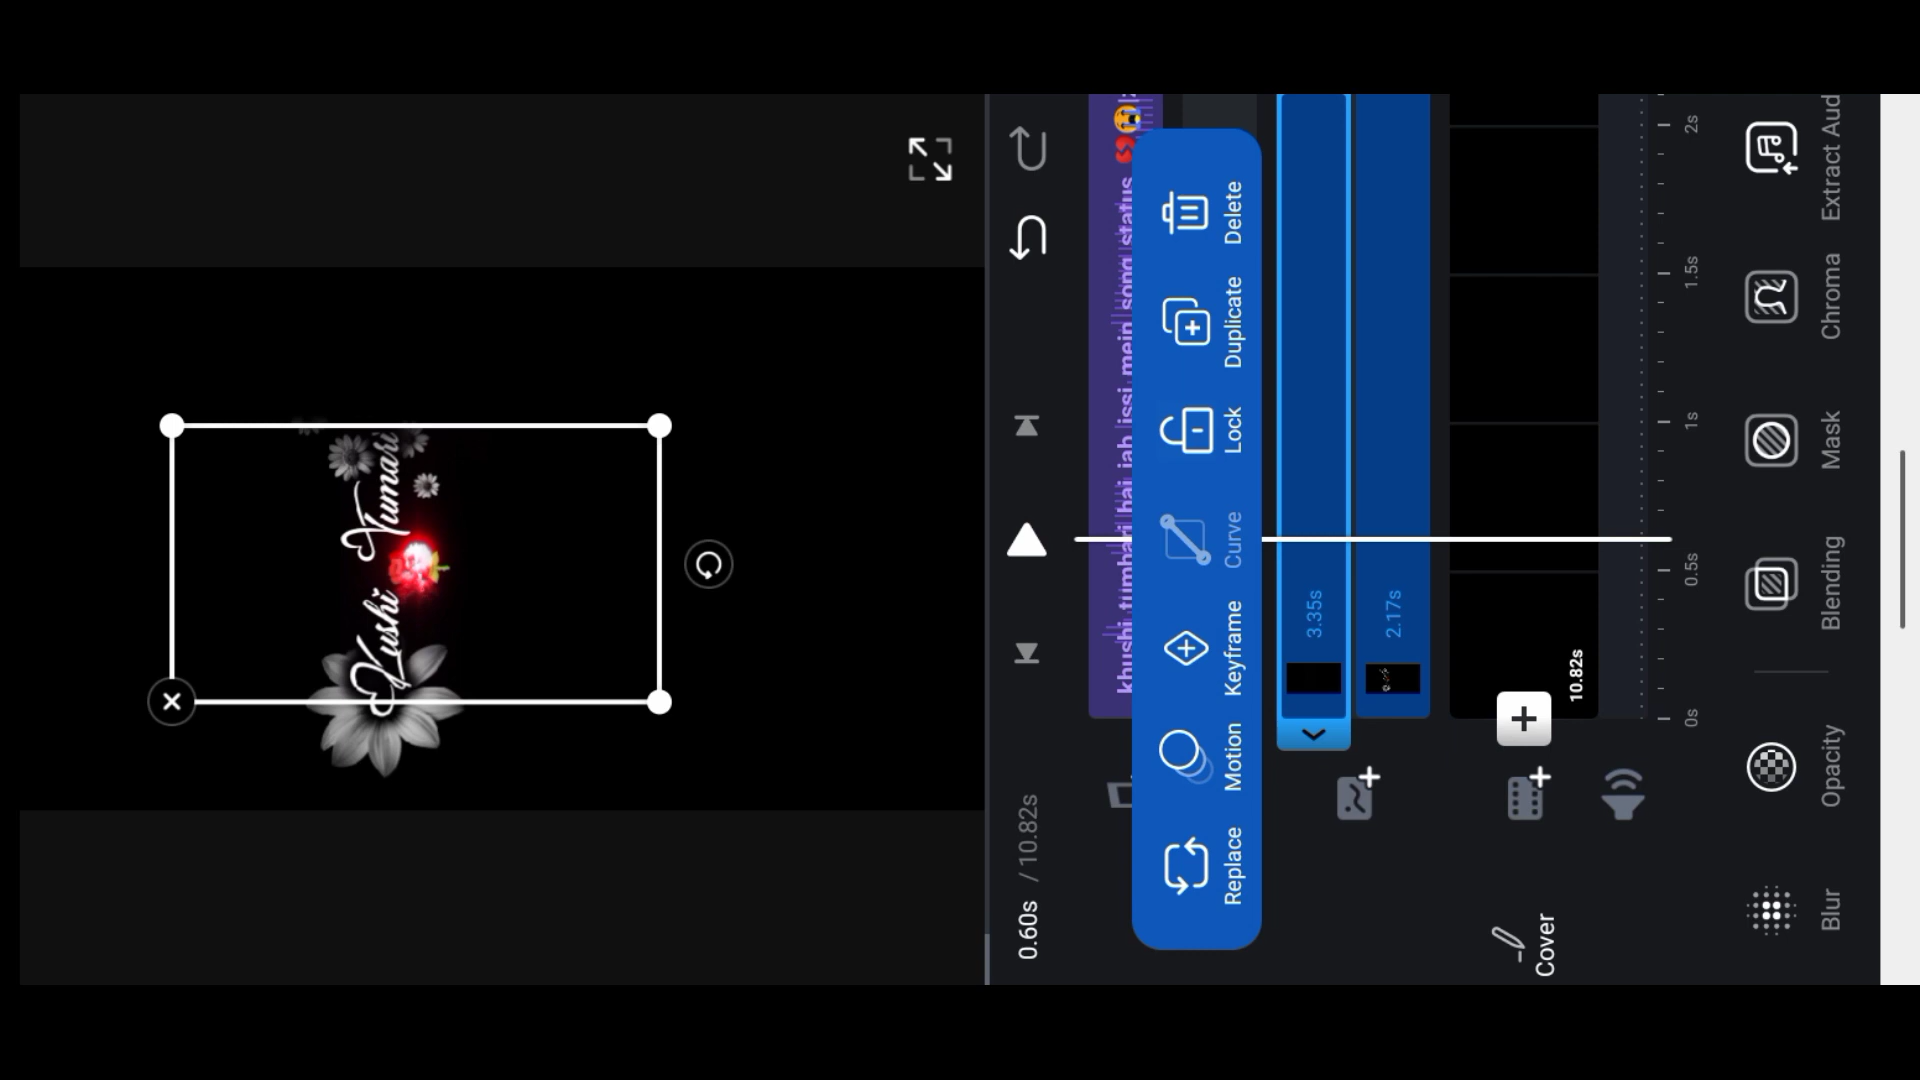 Kushi Kumari
0.60s / 10.82s
khushi tumhari hai jab issi mein song status
Replace
Motion
Keyframe
Curve
Lock
Duplicate
Delete
3.35s
2.17s
Cover
10.82s
0s
0.5s
1s
1.5s
2s
Blur
Opacity
Blending
Mask
Chroma
Extract Aud